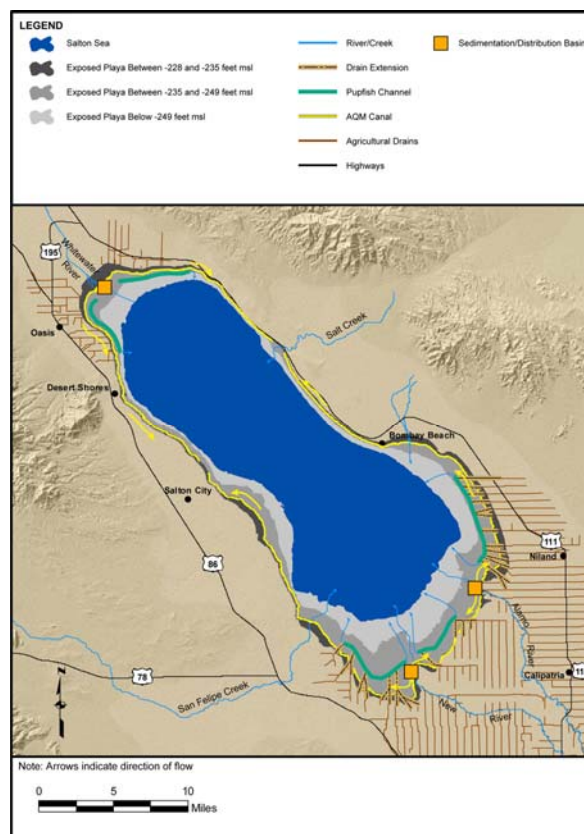 LEGEND
Salton Sea
Exposed Playa Between -228 and -235 feet msl
Exposed Playa Between -235 and -249 feet msl
Exposed Playa Below -249 feet msl
River/Creek
Drain Extension
Pupfish Channel
AQM Canal
Agricultural Drains
Highways
Sedimentation/Distribution Basin
195
Whitewater
River
Oasis
Salt Creek
Desert Shores
Bombay Beach
Salton City
111
Niland
86
Alamo
River
78
San Felipe Creek
Calipatria
11
New
River
N
Note: Arrows indicate direction of flow
0 5 10
Miles